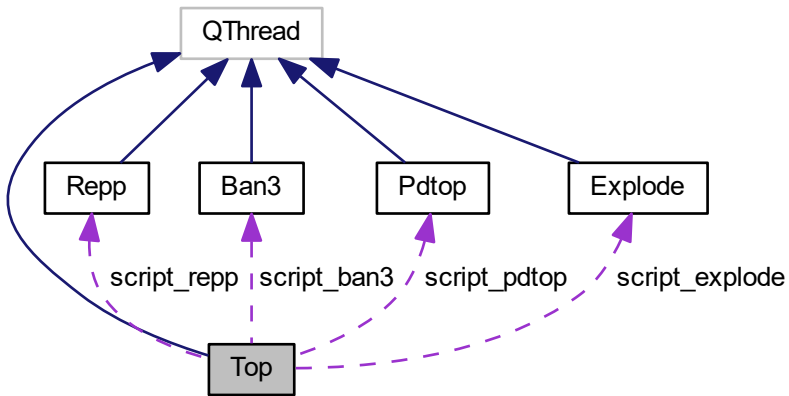 QThread
Repp
Ban3
Pdtop
Explode
script_repp
script_ban3
script_pdtop
script_explode
Top